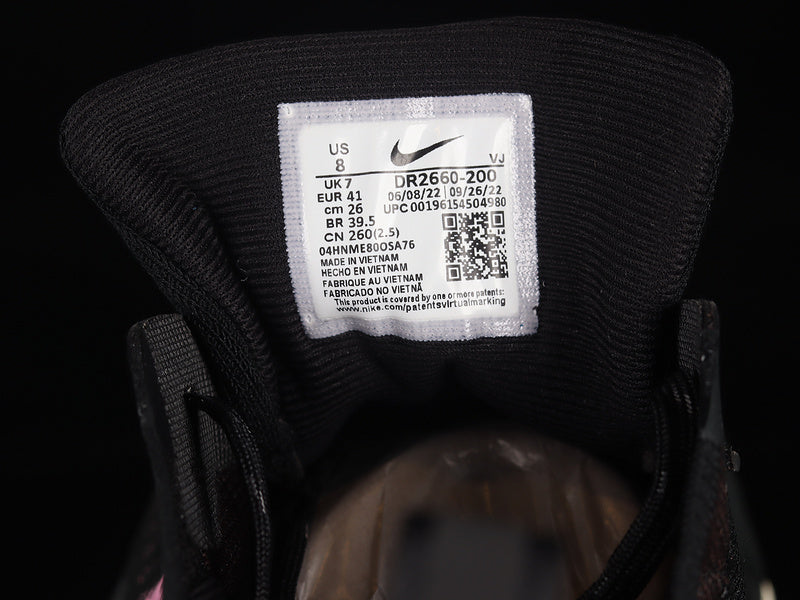 US
8
VJ
UK 7
DR2660-200
EUR 41
06/08/22 | 09/26/22
cm 26
UPC 00196154504980
BR 39.5
CN 260(2.5)
04HNME80OSA76
MADE IN VIETNAM
HECHO EN VIETNAM
FABRIQUE AU VIETNAM
FABRICADO NO VIETNÃ
This product is covered by one or more patents:
www.nike.com/patentsvirtualmarking